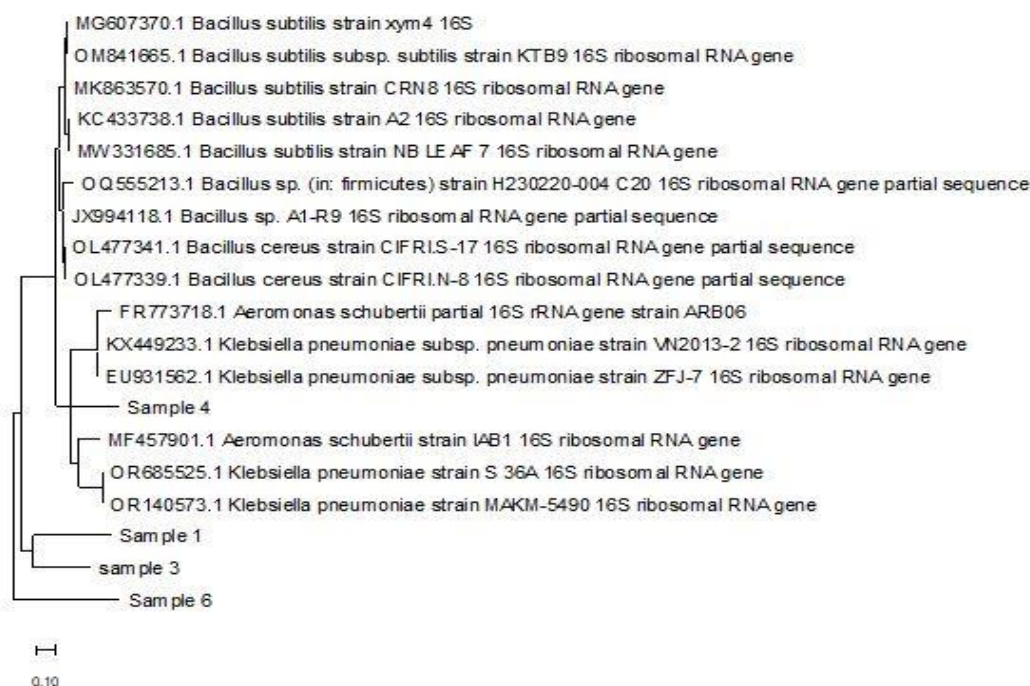 MG607370.1 Bacillus subtilis strain xym4 16S
OM841665.1 Bacillus subtilis subsp. subtilis strain KTB9 16S ribosomal RNA gene
MK863570.1 Bacillus subtilis strain CRN8 16S ribosomal RNA gene
KC433738.1 Bacillus subtilis strain A2 16S ribosomal RNA gene
MW331685.1 Bacillus subtilis strain NB LEAF 7 16S ribosomal RNA gene
OQ555213.1 Bacillus sp. (in: firmicutes) strain H230220-004 C20 16S ribosomal RNA gene partial sequence
JX994118.1 Bacillus sp. A1-R9 16S ribosomal RNA gene partial sequence
OL477341.1 Bacillus cereus strain CIFRI.S-17 16S ribosomal RNA gene partial sequence
OL477339.1 Bacillus cereus strain CIFRI.N-8 16S ribosomal RNA gene partial sequence
FR773718.1 Aeromonas schubertii partial 16S rRNA gene strain ARB06
KX449233.1 Klebsiella pneumoniae subsp. pneumoniae strain VN2013-2 16S ribosomal RNA gene
EU931562.1 Klebsiella pneumoniae subsp. pneumoniae strain ZFJ-7 16S ribosomal RNA gene
Sample 4
MF457901.1 Aeromonas schubertii strain IAB1 16S ribosomal RNA gene
OR685525.1 Klebsiella pneumoniae strain S 36A 16S ribosomal RNA gene
OR140573.1 Klebsiella pneumoniae strain MAKM-5490 16S ribosomal RNA gene
Sample 1
sample 3
Sample 6
0.10